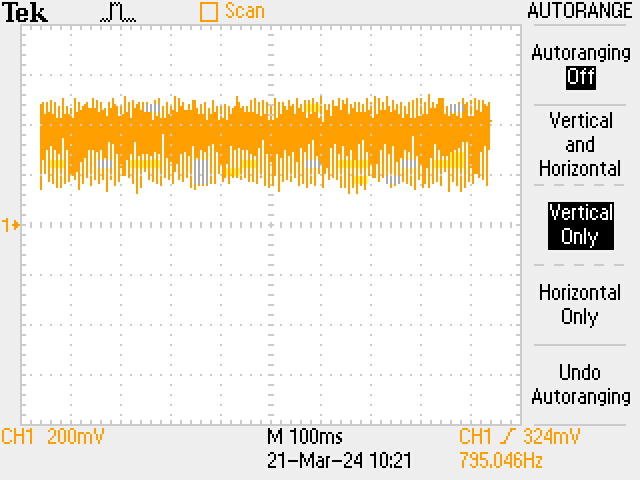 Tek Scan AUTORANGE
Autoranging
Off
Vertical
and
Horizontal
Vertical
Only
1
Horizontal
Only
Undo
Autoranging
CH1 200mV M 100ms CH1 324mV
21-Mar-24 10:21 795.046Hz